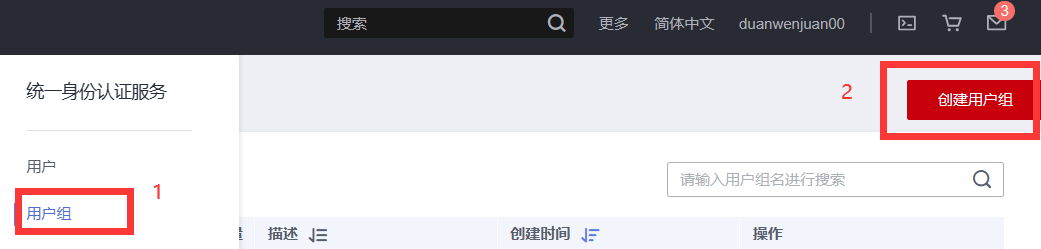 搜索 更多 简体中文 duanwenjuan00 3
统一身份认证服务
2 创建用户组
用户
请输入用户组名进行搜索
1
用户组
量 描述 创建时间 操作